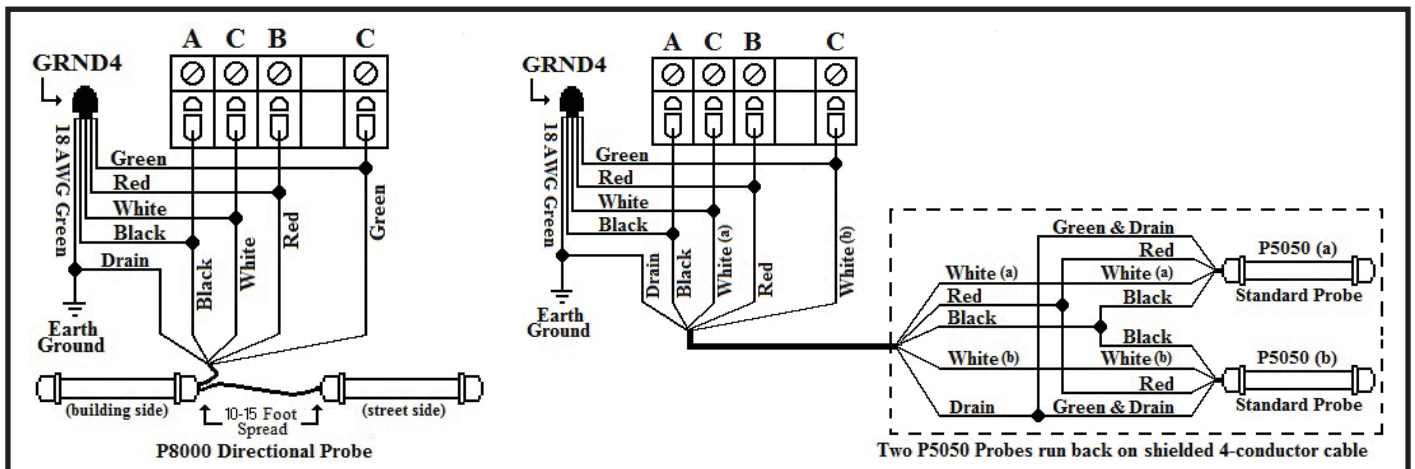 A C B C
GRND4
18 AWG Green
Green
Red
White
Black
Drain
Black
White
Red
Green
Earth
Ground
(building side)
(street side)
10-15 Foot
Spread
P8000 Directional Probe
A C B C
GRND4
18 AWG Green
Green
Red
White
Black
Drain
Black
White (a)
Red
White (b)
Earth
Ground
White (a)
Red
Black
White (b)
Drain
Green & Drain
Red
White (a)
Black
Black
White (b)
Red
Green & Drain
P5050 (a)
Standard Probe
P5050 (b)
Standard Probe
Two P5050 Probes run back on shielded 4-conductor cable